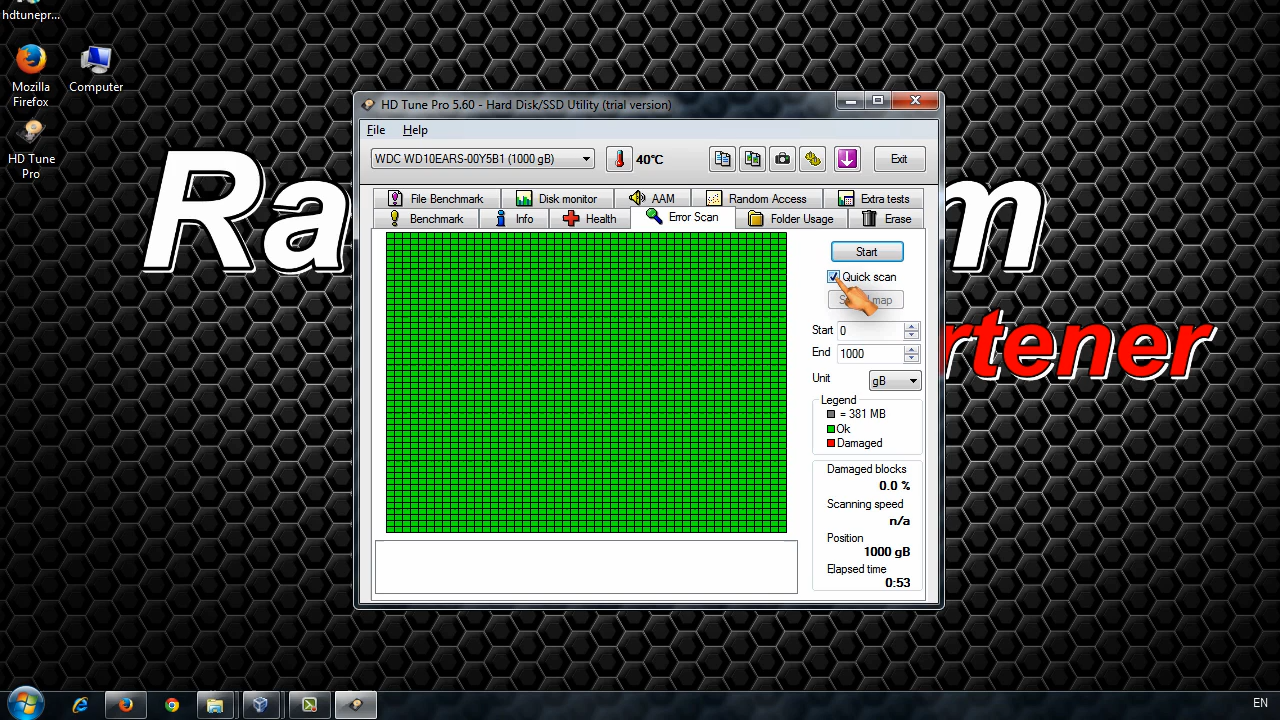 hdtunepr...
Mozilla
Firefox
Computer
HD Tune
Pro
Ra
m
rtener
HD Tune Pro 5.60 - Hard Disk/SSD Utility (trial version)
File Help
WDC WD10EARS-00Y5B1 (1000 gB)
40°C
Exit
File Benchmark Disk monitor AAM Random Access Extra tests
Benchmark Info Health Error Scan Folder Usage Erase
Start
Quick scan
map
Start 0
End 1000
Unit gB
Legend
= 381 MB
Ok
Damaged
Damaged blocks
0.0 %
Scanning speed
n/a
Position
1000 gB
Elapsed time
0:53
EN